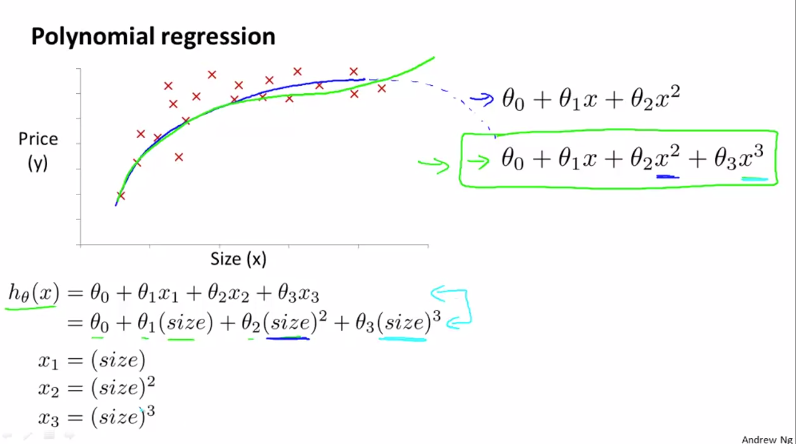 Polynomial regression
Price
(y)
Size (x)
θ₀ + θ₁x + θ₂x²
θ₀ + θ₁x + θ₂x² + θ₃x³
h_θ(x) = θ₀ + θ₁x₁ + θ₂x₂ + θ₃x₃
= θ₀ + θ₁(size) + θ₂(size)² + θ₃(size)³
x₁ = (size)
x₂ = (size)²
x₃ = (size)³
Andrew Ng